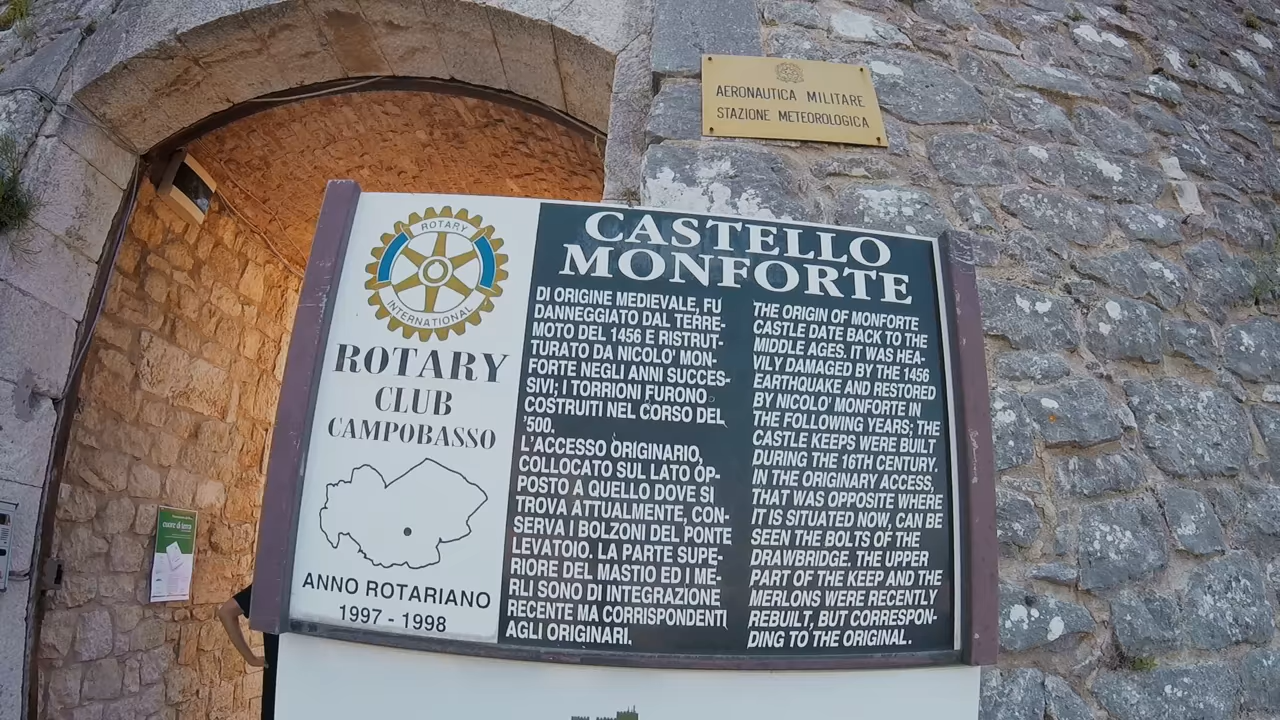 AERONAUTICA MILITARE
STAZIONE METEOROLOGICA
ROTARY
INTERNATIONAL
ROTARY
CLUB
CAMPOBASSO
ANNO ROTARIANO
1997 - 1998
CASTELLO
MONFORTE
DI ORIGINE MEDIEVALE, FU
DANNEGGIATO DAL TERRE-
MOTO DEL 1456 E RISTRUT-
TURATO DA NICOLO' MON-
FORTE NEGLI ANNI SUCCES-
SIVI; I TORRIONI FURONO
COSTRUITI NEL CORSO DEL
'500.
L'ACCESSO ORIGINARIO,
COLLOCATO SUL LATO OP-
POSTO A QUELLO DOVE SI
TROVA ATTUALMENTE, CON-
SERVA I BOLZONI DEL PONTE
LEVATOIO. LA PARTE SUPE-
RIORE DEL MASTIO ED I ME-
RLI SONO DI INTEGRAZIONE
RECENTE MA CORRISPONDENTI
AGLI ORIGINARI.
THE ORIGIN OF MONFORTE
CASTLE DATE BACK TO THE
MIDDLE AGES. IT WAS HEA-
VILY DAMAGED BY THE 1456
EARTHQUAKE AND RESTORED
BY NICOLO' MONFORTE IN
THE FOLLOWING YEARS; THE
CASTLE KEEPS WERE BUILT
DURING THE 16TH CENTURY.
IN THE ORIGINARY ACCESS,
THAT WAS OPPOSITE WHERE
IT IS SITUATED NOW, CAN BE
SEEN THE BOLTS OF THE
DRAWBRIDGE. THE UPPER
PART OF THE KEEP AND THE
MERLONS WERE RECENTLY
REBUILT, BUT CORRESPON-
DING TO THE ORIGINAL.
cuore di terra